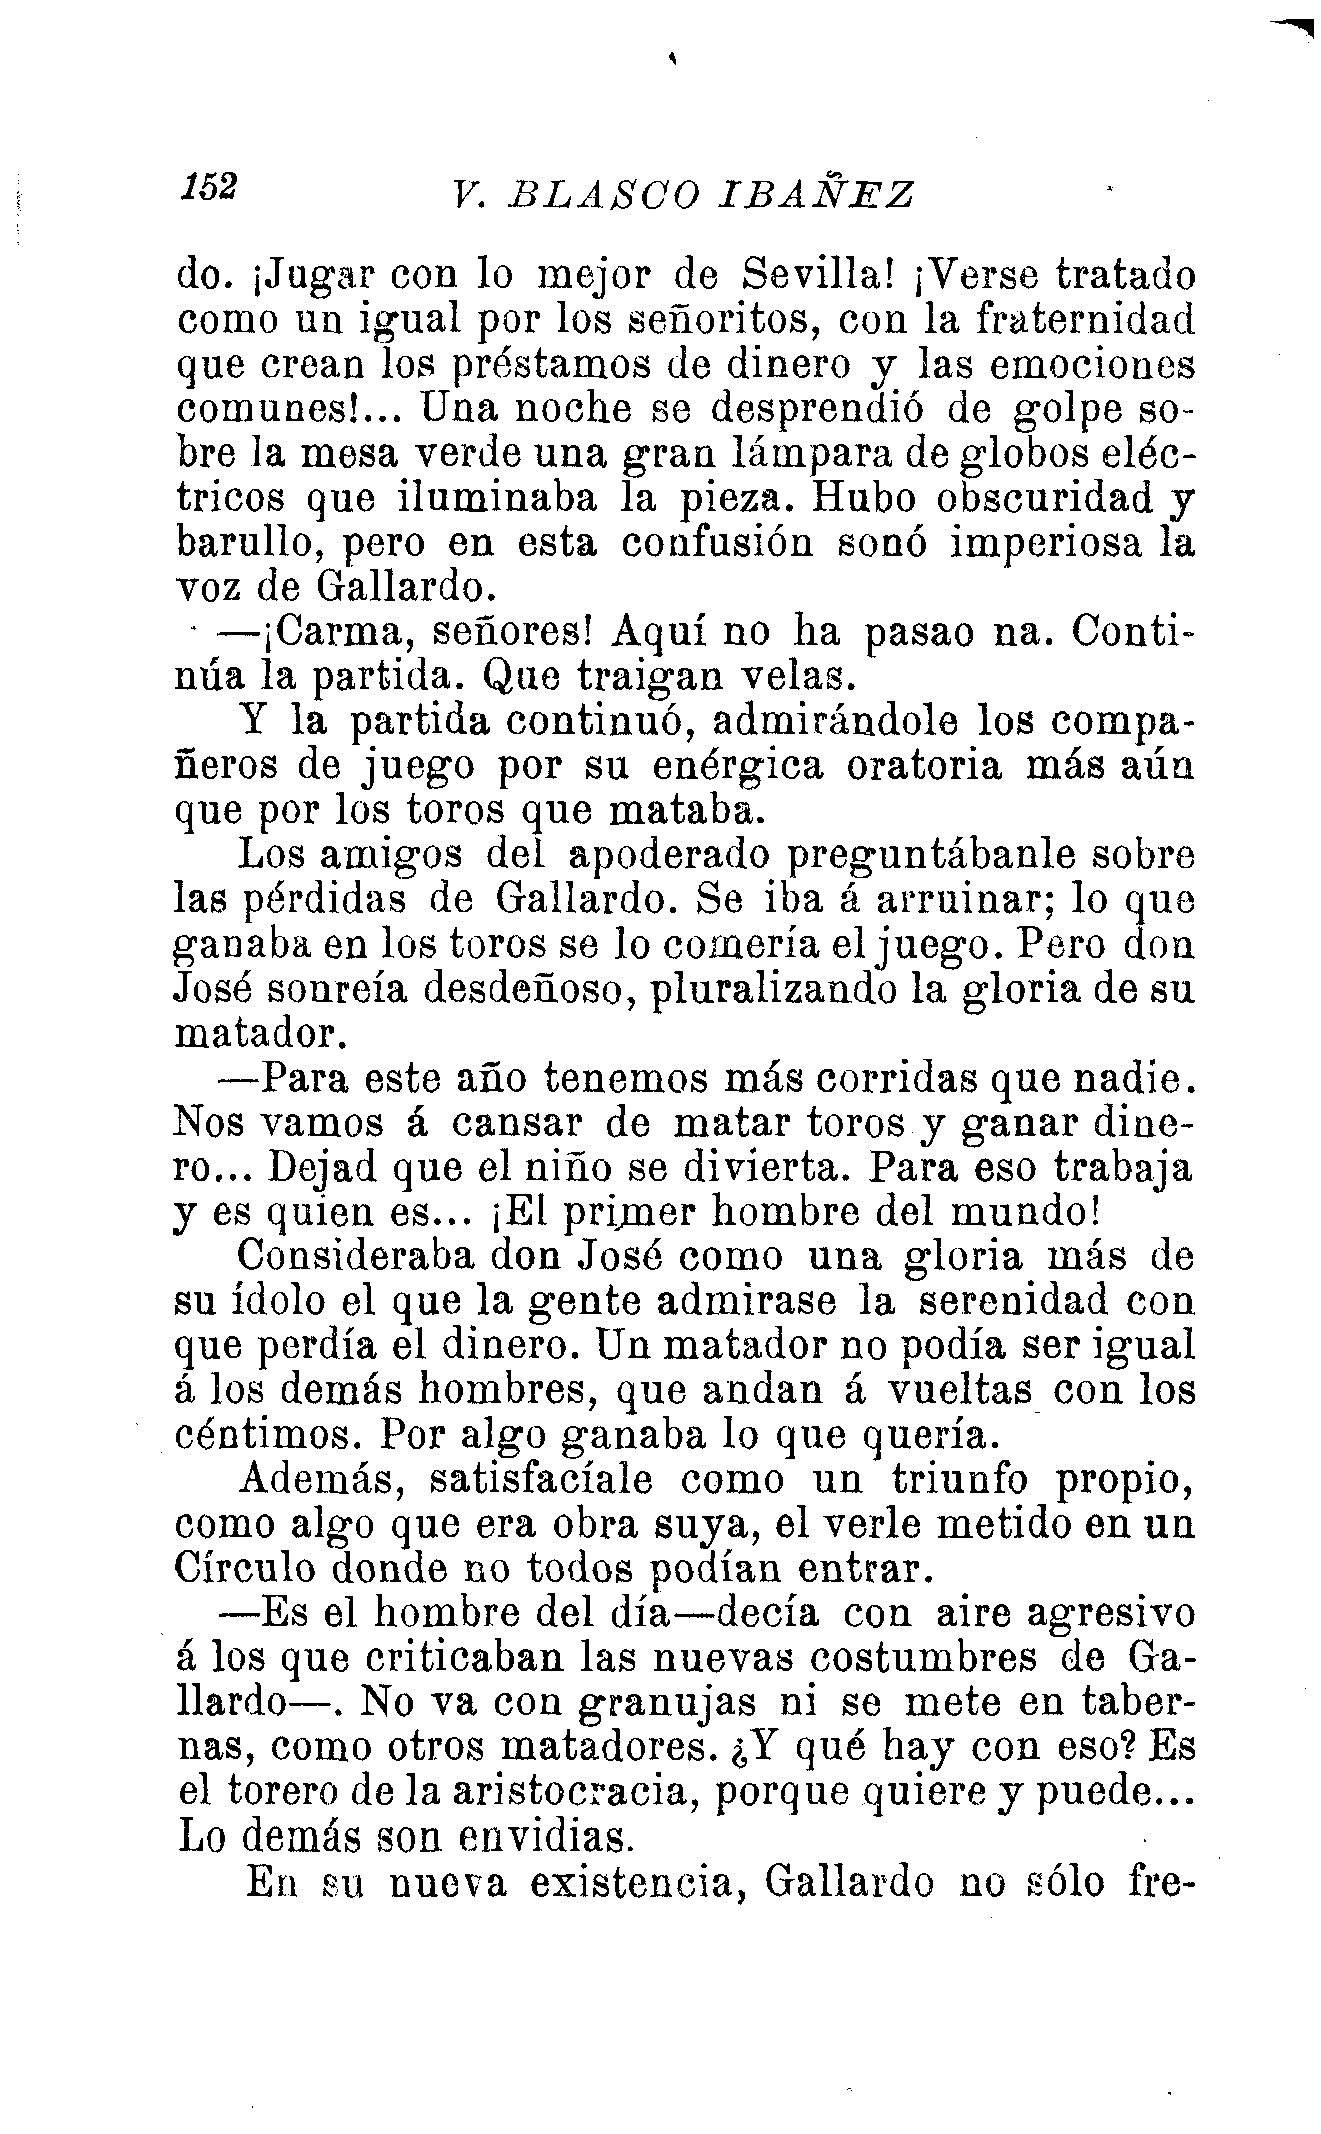 152 V. BLASCO IBAÑEZ
do. ¡Jugar con lo mejor de Sevilla! ¡Verse tratado
como un igual por los señoritos, con la fraternidad
que crean los préstamos de dinero y las emociones
comunes!... Una noche se desprendió de golpe so-
bre la mesa verde una gran lámpara de globos eléc-
tricos que iluminaba la pieza. Hubo obscuridad y
barullo, pero en esta confusión sonó imperiosa la
voz de Gallardo.
—¡Carma, señores! Aquí no ha pasao na. Conti-
núa la partida. Que traigan velas.
Y la partida continuó, admirándole los compa-
ñeros de juego por su enérgica oratoria más aún
que por los toros que mataba.
Los amigos del apoderado preguntábanle sobre
las pérdidas de Gallardo. Se iba á arruinar; lo que
ganaba en los toros se lo comería el juego. Pero don
José sonreía desdeñoso, pluralizando la gloria de su
matador.
—Para este año tenemos más corridas que nadie.
Nos vamos á cansar de matar toros y ganar dine-
ro... Dejad que el niño se divierta. Para eso trabaja
y es quien es... ¡El primer hombre del mundo!
Consideraba don José como una gloria más de
su ídolo el que la gente admirase la serenidad con
que perdía el dinero. Un matador no podía ser igual
á los demás hombres, que andan á vueltas con los
céntimos. Por algo ganaba lo que quería.
Además, satisfacíale como un triunfo propio,
como algo que era obra suya, el verle metido en un
Círculo donde no todos podían entrar.
—Es el hombre del día—decía con aire agresivo
á los que criticaban las nuevas costumbres de Ga-
llardo—. No va con granujas ni se mete en taber-
nas, como otros matadores. ¿Y qué hay con eso? Es
el torero de la aristocracia, porque quiere y puede...
Lo demás son envidias.
En su nueva existencia, Gallardo no sólo fre-